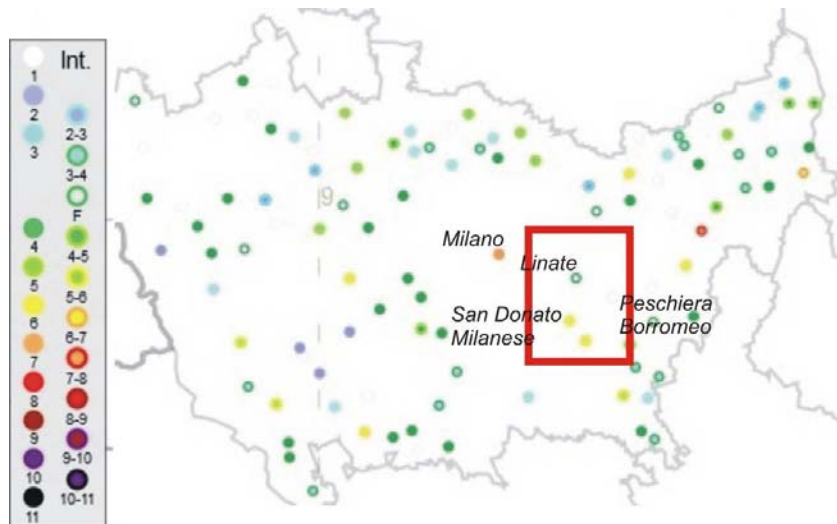 Int.
1
2
2-3
3
3-4
F
4
4-5
5
5-6
6
6-7
7
7-8
8
8-9
9
9-10
10
10-11
11
9
Milano
Linate
San Donato
Milanese
Peschiera
Borromeo